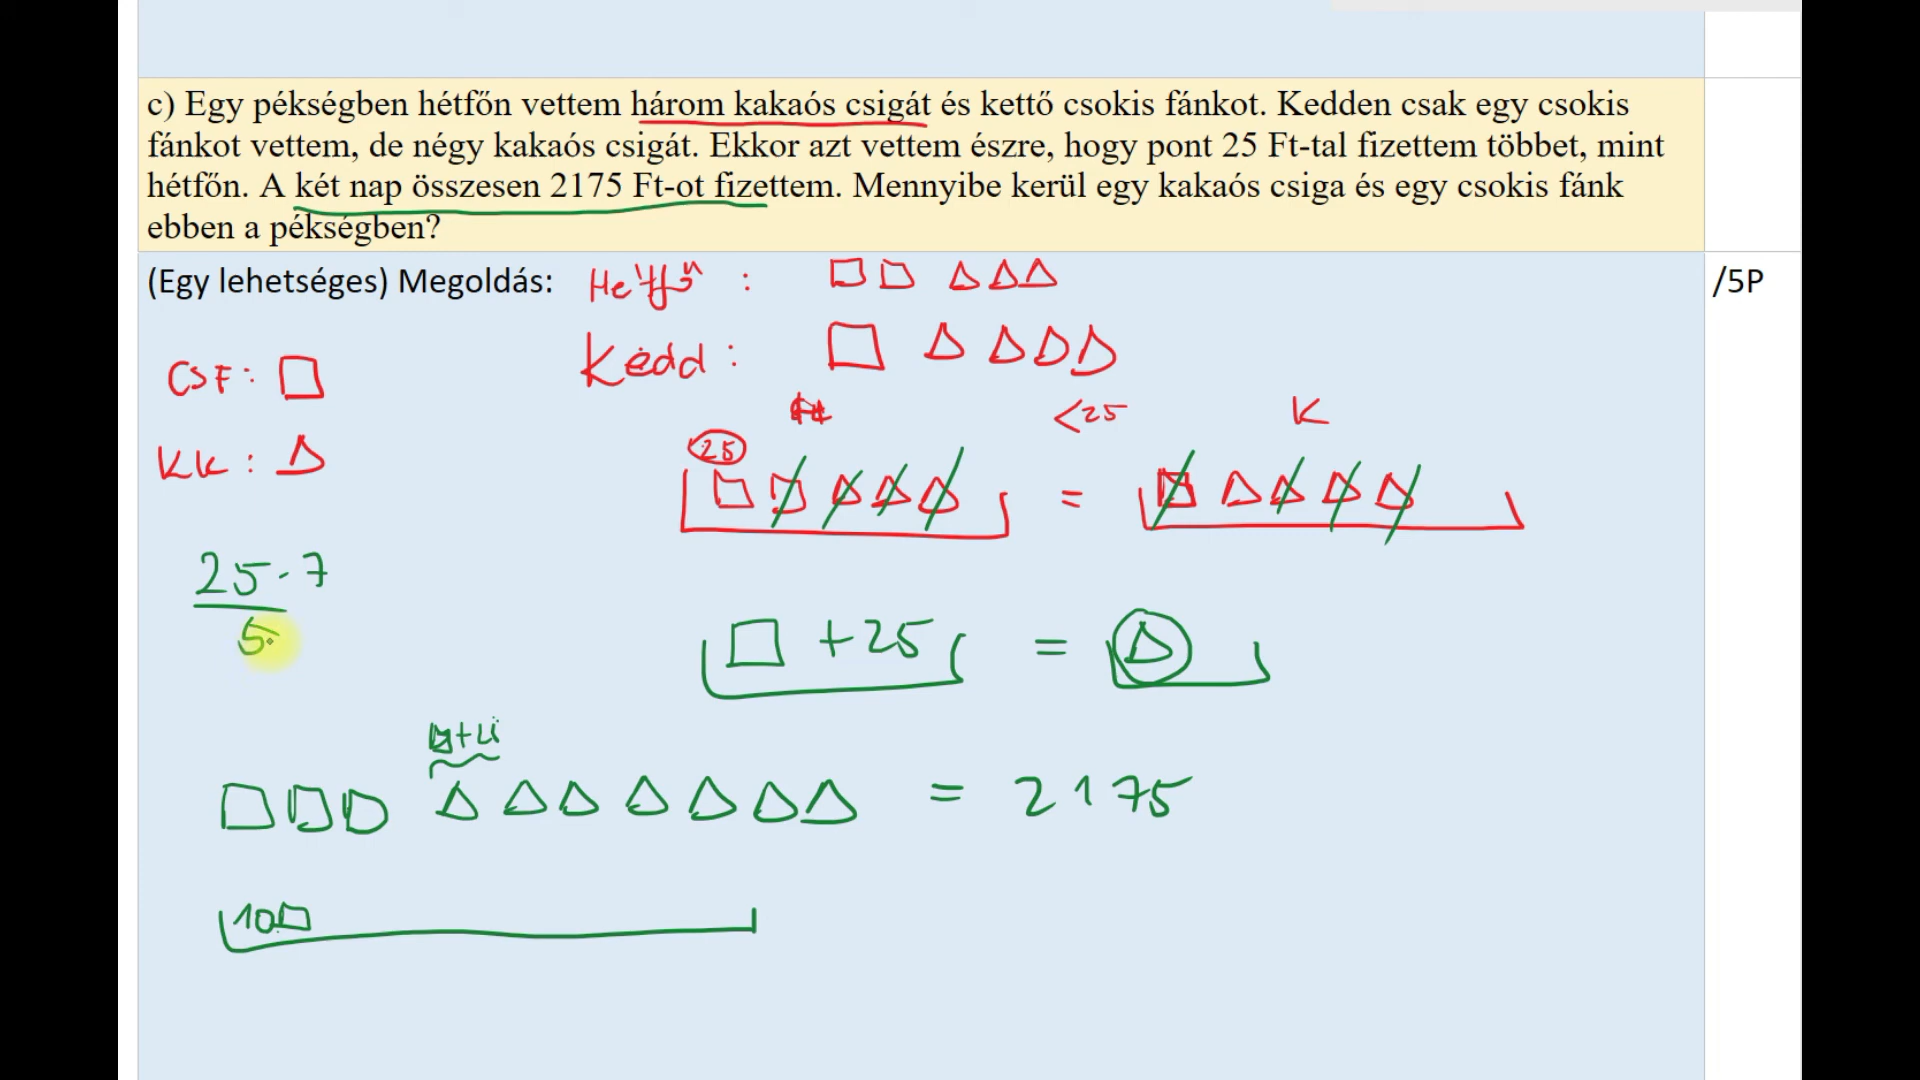 c) Egy pékségben hétfőn vettem három kakaós csigát és kettő csokis fánkot. Kedden csak egy csokis
fánkot vettem, de négy kakaós csigát. Ekkor azt vettem észre, hogy pont 25 Ft-tal fizettem többet, mint
hétfőn. A két nap összesen 2175 Ft-ot fizettem. Mennyibe kerül egy kakaós csiga és egy csokis fánk
ebben a pékségben?
(Egy lehetséges) Megoldás:
/5P
Hétfő :
Kedd :
CSF: □
KK : △
<25
K
25
=
25 · 7
5
□ + 25 = △
□ □ □ △ △ △ △ △ △ △ = 2175
10□